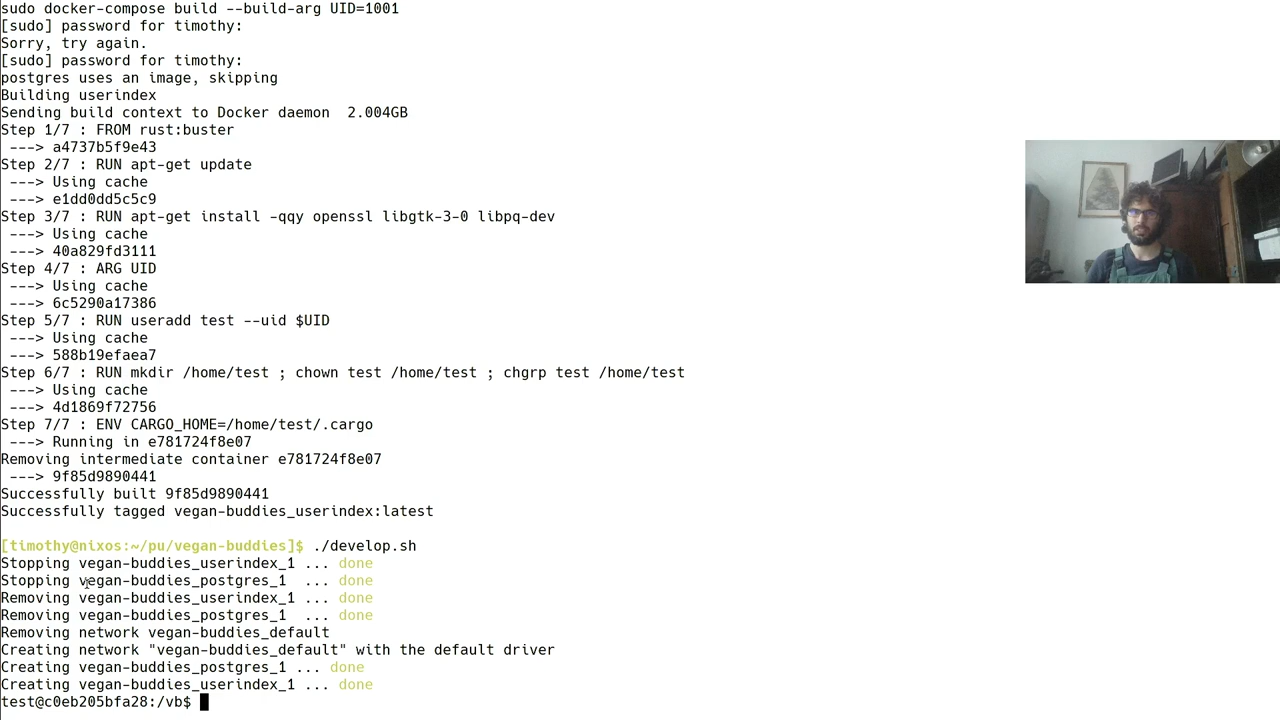 sudo docker-compose build --build-arg UID=1001
[sudo] password for timothy:
Sorry, try again.
[sudo] password for timothy:
postgres uses an image, skipping
Building userindex
Sending build context to Docker daemon  2.004GB
Step 1/7 : FROM rust:buster
 ---> a4737b5f9e43
Step 2/7 : RUN apt-get update
 ---> Using cache
 ---> e1dd0dd5c5c9
Step 3/7 : RUN apt-get install -qqy openssl libgtk-3-0 libpq-dev
 ---> Using cache
 ---> 40a829fd3111
Step 4/7 : ARG UID
 ---> Using cache
 ---> 6c5290a17386
Step 5/7 : RUN useradd test --uid $UID
 ---> Using cache
 ---> 588b19efaea7
Step 6/7 : RUN mkdir /home/test ; chown test /home/test ; chgrp test /home/test
 ---> Using cache
 ---> 4d1869f72756
Step 7/7 : ENV CARGO_HOME=/home/test/.cargo
 ---> Running in e781724f8e07
Removing intermediate container e781724f8e07
 ---> 9f85d9890441
Successfully built 9f85d9890441
Successfully tagged vegan-buddies_userindex:latest
[timothy@nixos:~/pu/vegan-buddies]$ ./develop.sh
Stopping vegan-buddies_userindex_1 ... done
Stopping vegan-buddies_postgres_1  ... done
Removing vegan-buddies_userindex_1 ... done
Removing vegan-buddies_postgres_1  ... done
Removing network vegan-buddies_default
Creating network "vegan-buddies_default" with the default driver
Creating vegan-buddies_postgres_1 ... done
Creating vegan-buddies_userindex_1 ... done
test@c0eb205bfa28:/vb$